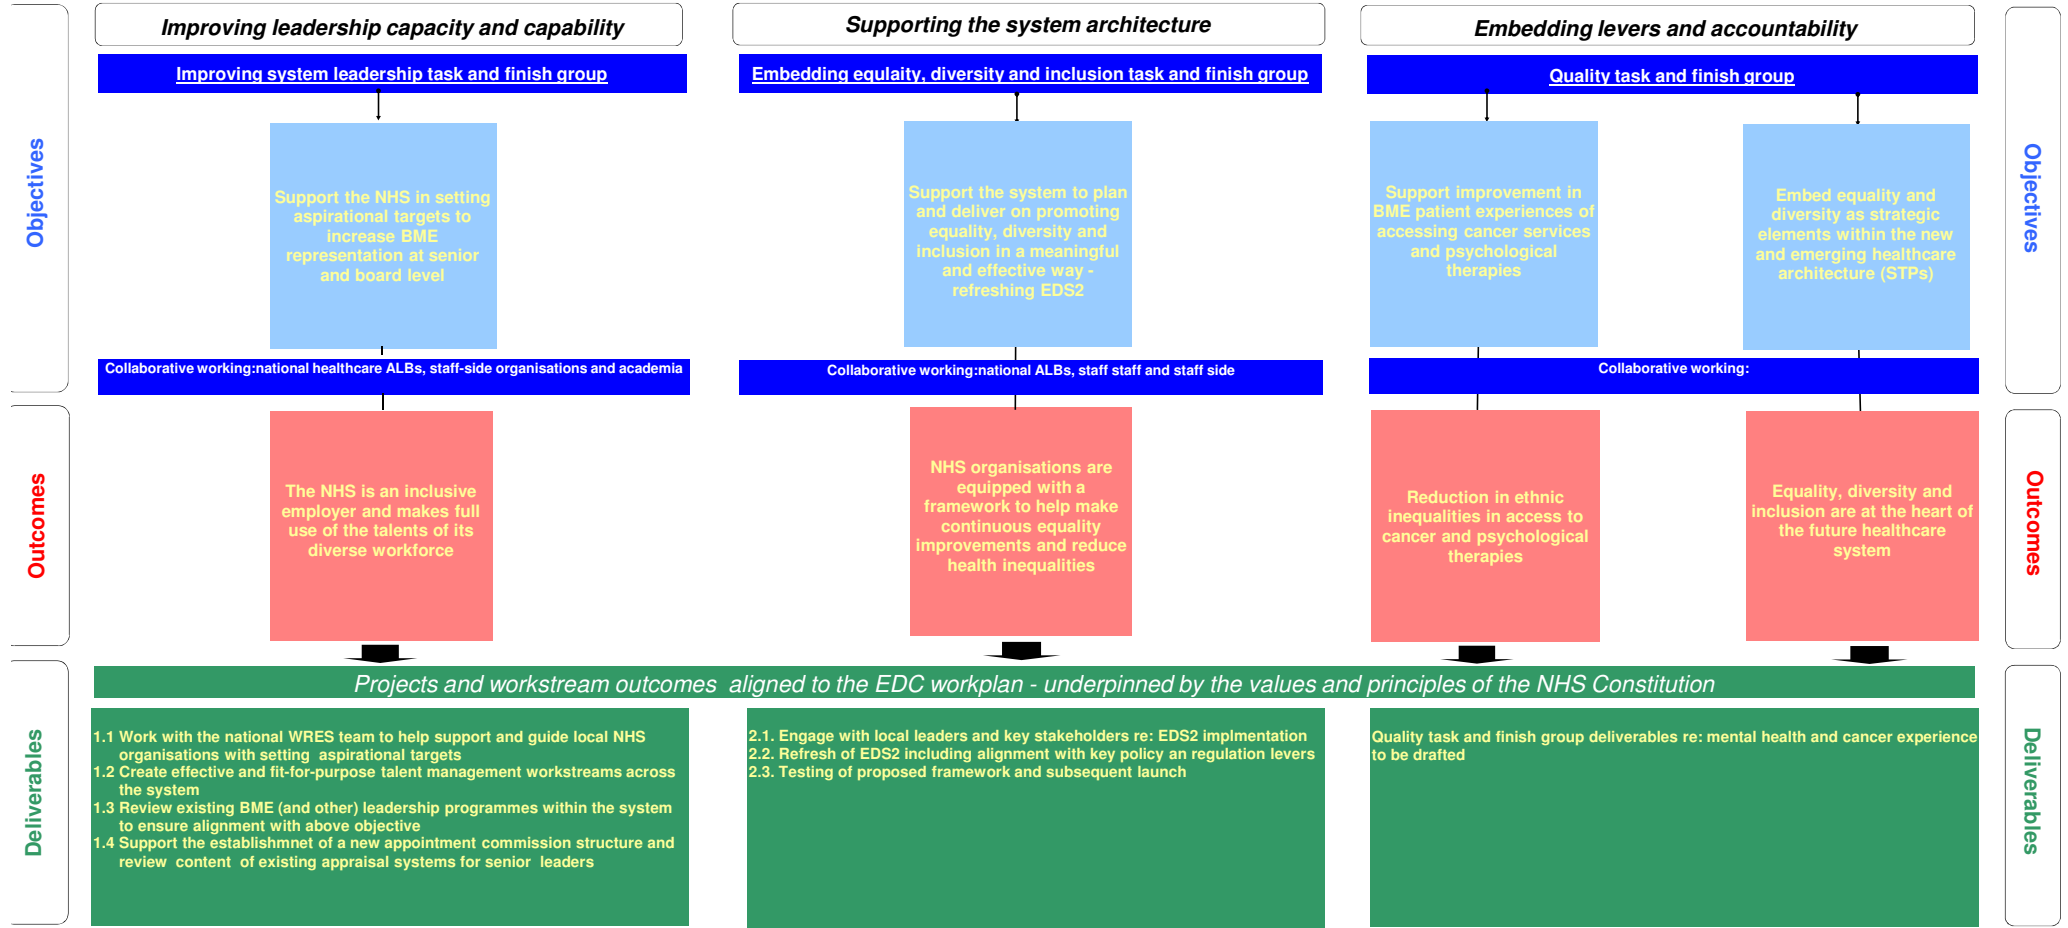 Improving leadership capacity and capability
Supporting the system architecture
Embedding levers and accountability
Improving system leadership task and finish group
Embedding equlaity, diversity and inclusion task and finish group
Quality task and finish group
Objectives
Support the NHS in setting
aspirational targets to
increase BME
representation at senior
and board level
Support the system to plan
and deliver on promoting
equality, diversity and
inclusion in a meaningful
and effective way -
refreshing EDS2
Support improvement in
BME patient experiences of
accessing cancer services
and psychological
therapies
Embed equality and
diversity as strategic
elements within the new
and emerging healthcare
architecture (STPs)
Objectives
Collaborative working:national healthcare ALBs, staff-side organisations and academia
Collaborative working:national ALBs, staff staff and staff side
Collaborative working:
Outcomes
The NHS is an inclusive
employer and makes full
use of the talents of its
diverse workforce
NHS organisations are
equipped with a
framework to help make
continuous equality
improvements and reduce
health inequalities
Reduction in ethnic
inequalities in access to
cancer and psychological
therapies
Equality, diversity and
inclusion are at the heart of
the future healthcare
system
Outcomes
Projects and workstream outcomes  aligned to the EDC workplan - underpinned by the values and principles of the NHS Constitution
Deliverables
1.1 Work with the national WRES team to help support and guide local NHS
organisations with setting  aspirational targets
1.2 Create effective and fit-for-purpose talent management workstreams across
the system
1.3 Review existing BME (and other) leadership programmes within the system
to ensure alignment with above objective
1.4 Support the establishmnet of a new appointment commission structure and
review  content  of existing appraisal systems for senior  leaders
2.1. Engage with local leaders and key stakeholders re: EDS2 implmentation
2.2. Refresh of EDS2 including alignment with key policy an regulation levers
2.3. Testing of proposed framework and subsequent launch
Quality task and finish group deliverables re: mental health and cancer experience
to be drafted
Deliverables